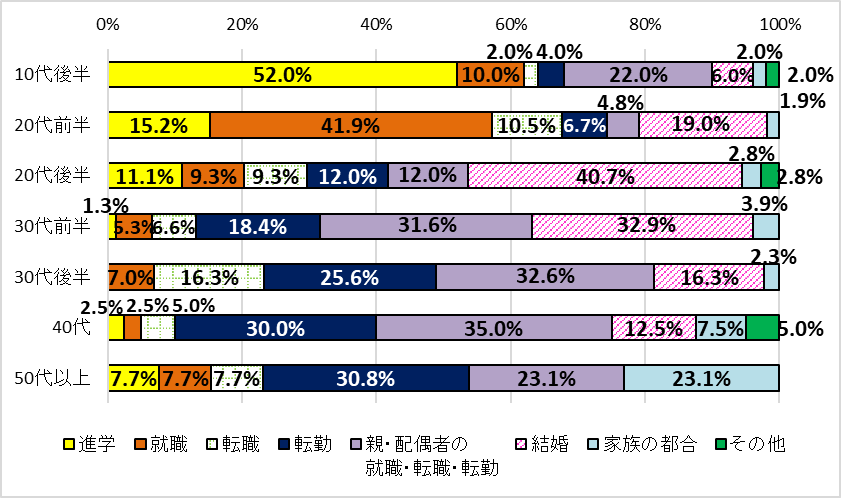 0% 20% 40% 60% 80% 100%
2.0% 4.0% 2.0%
10代後半 52.0% 10.0% 22.0% 6.0% 2.0%
4.8% 1.9%
20代前半 15.2% 41.9% 10.5% 6.7% 19.0%
2.8%
20代後半 11.1% 9.3% 9.3% 12.0% 12.0% 40.7% 2.8%
1.3% 3.9%
30代前半 5.3% 6.6% 18.4% 31.6% 32.9%
2.3%
30代後半 7.0% 16.3% 25.6% 32.6% 16.3%
2.5% 2.5% 5.0%
40代 30.0% 35.0% 12.5% 7.5% 5.0%
50代以上 7.7% 7.7% 7.7% 30.8% 23.1% 23.1%
進学 就職 転職 転勤 親・配偶者の 結婚 家族の都合 その他
就職・転職・転勤